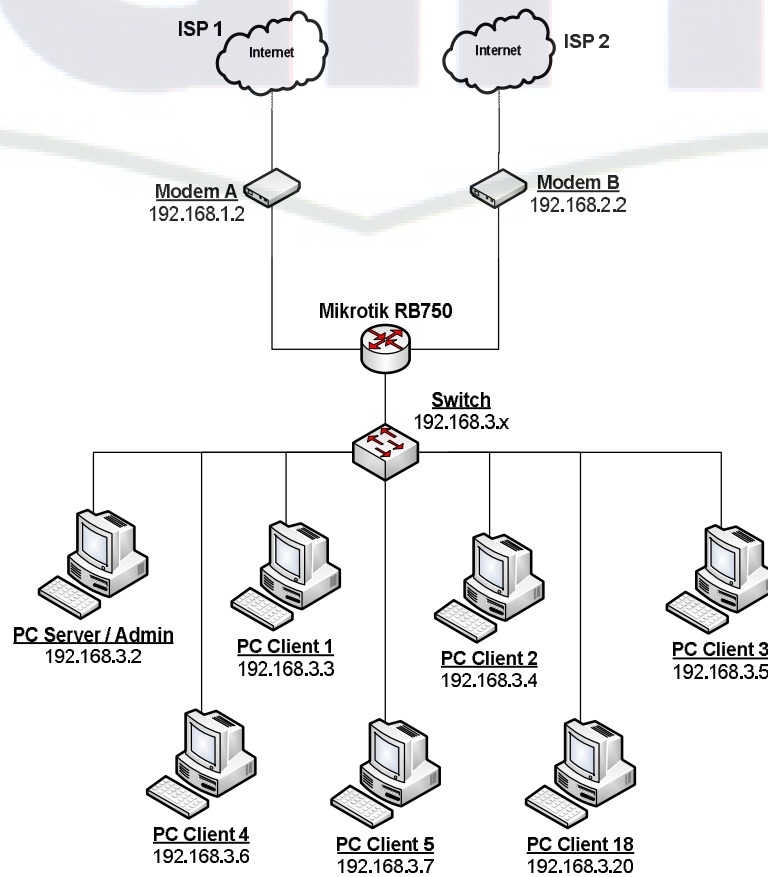 ISP 1
Internet
Internet
ISP 2
Modem A
192.168.1.2
Modem B
192.168.2.2
Mikrotik RB750
Switch
192.168.3.x
PC Server / Admin
192.168.3.2
PC Client 1
192.168.3.3
PC Client 2
192.168.3.4
PC Client 3
192.168.3.5
PC Client 4
192.168.3.6
PC Client 5
192.168.3.7
PC Client 18
192.168.3.20